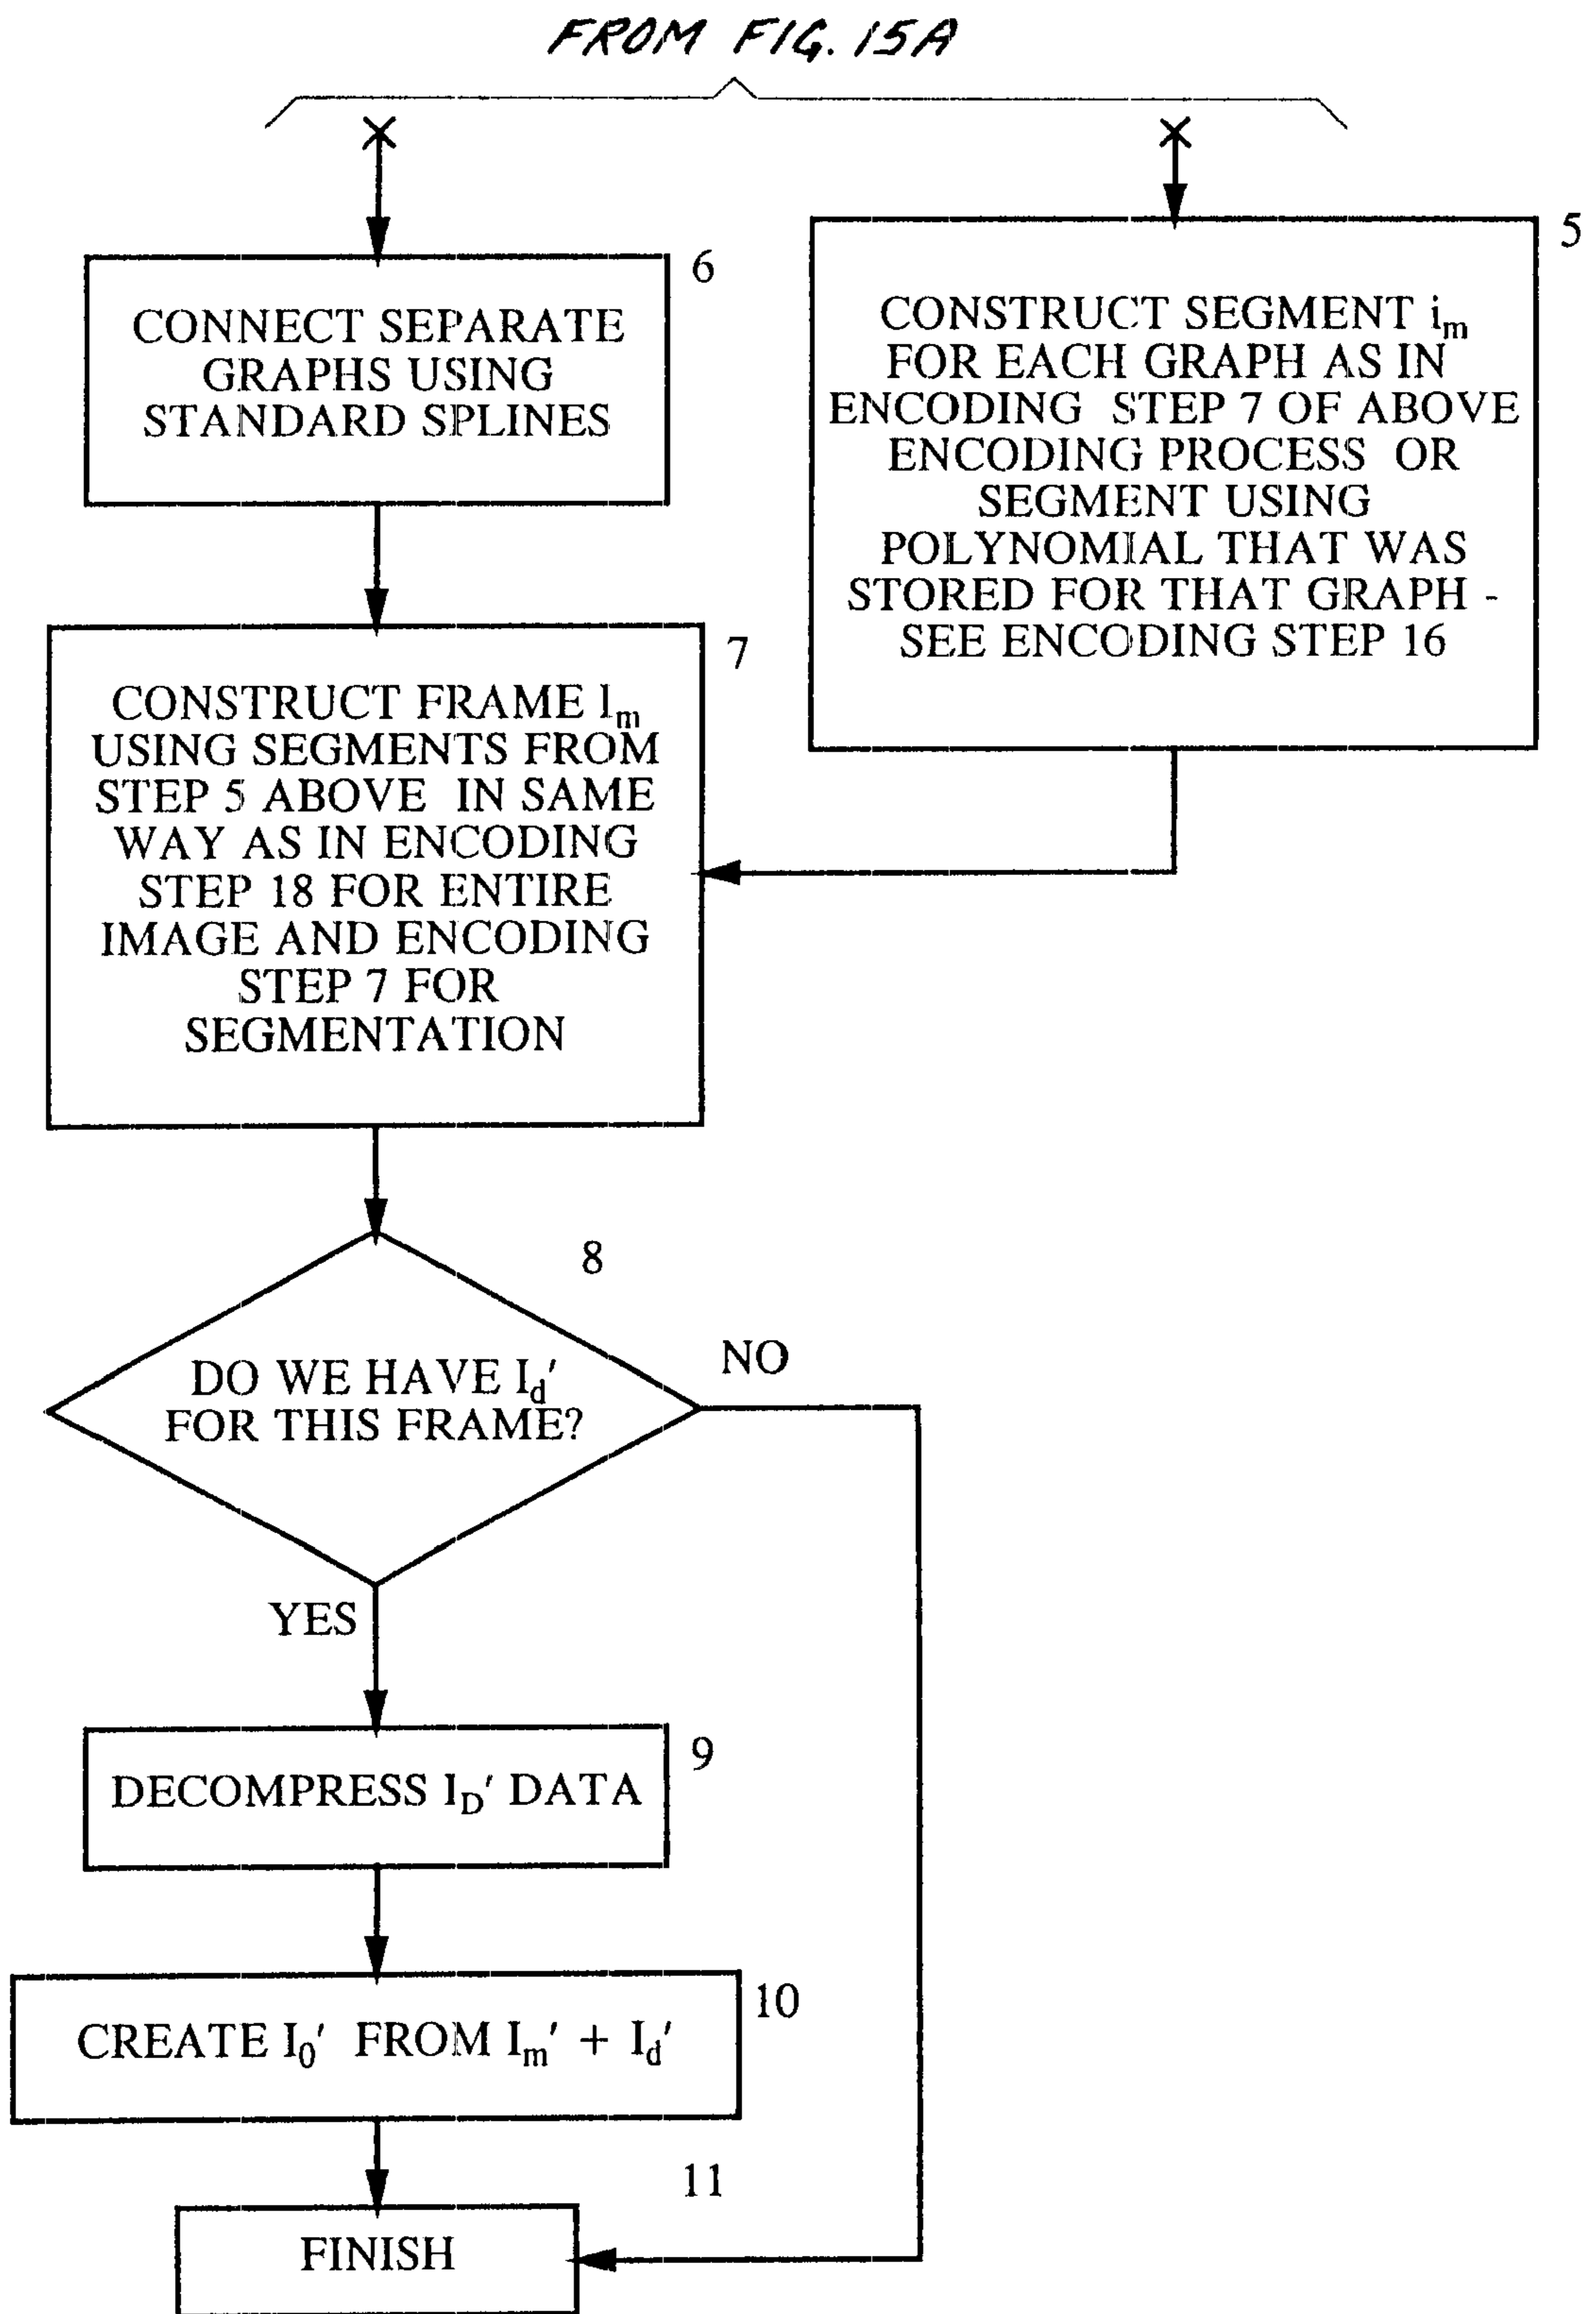 FROM FIG. 15A
6
CONNECT SEPARATE
GRAPHS USING
STANDARD SPLINES
5
CONSTRUCT SEGMENT iₘ
FOR EACH GRAPH AS IN
ENCODING STEP 7 OF ABOVE
ENCODING PROCESS OR
SEGMENT USING
POLYNOMIAL THAT WAS
STORED FOR THAT GRAPH -
SEE ENCODING STEP 16
7
CONSTRUCT FRAME Iₘ
USING SEGMENTS FROM
STEP 5 ABOVE IN SAME
WAY AS IN ENCODING
STEP 18 FOR ENTIRE
IMAGE AND ENCODING
STEP 7 FOR
SEGMENTATION
8
DO WE HAVE I_d'
FOR THIS FRAME?
NO
YES
9
DECOMPRESS I_D' DATA
10
CREATE I₀' FROM Iₘ' + I_d'
11
FINISH